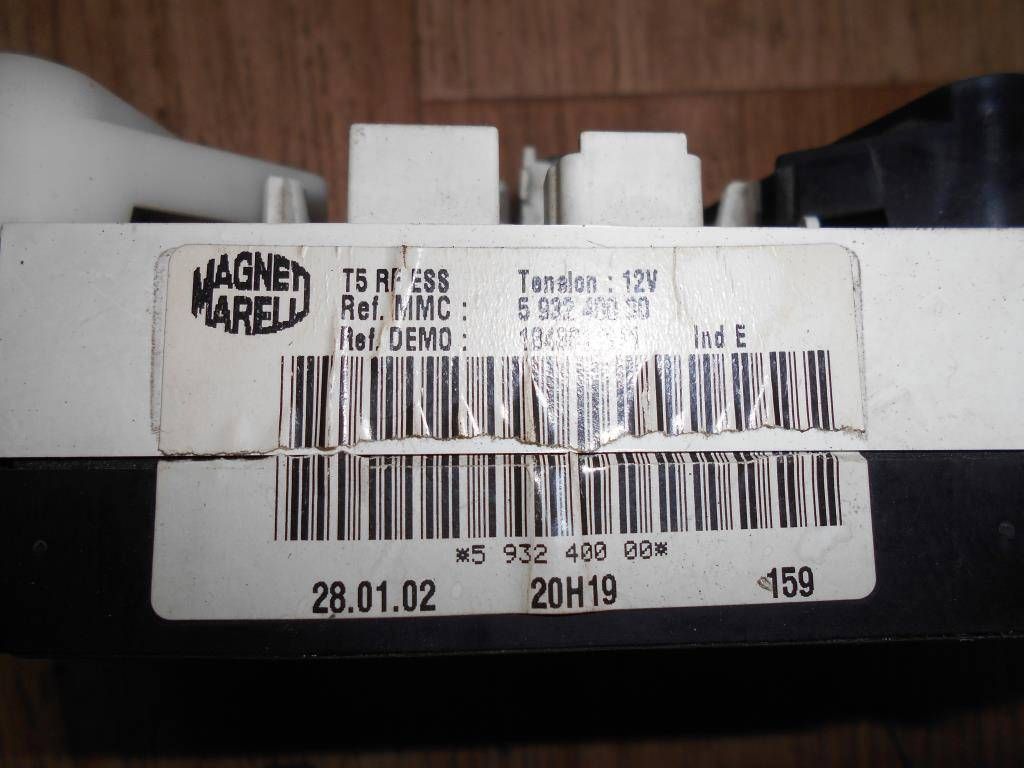 MAGNETI
MARELLI
T5 RF ESS Tension : 12V
Ref. MMC : 5 932 400 00
Ref. DEMO : Ind E
*5 932 400 00*
28.01.02 20H19 159